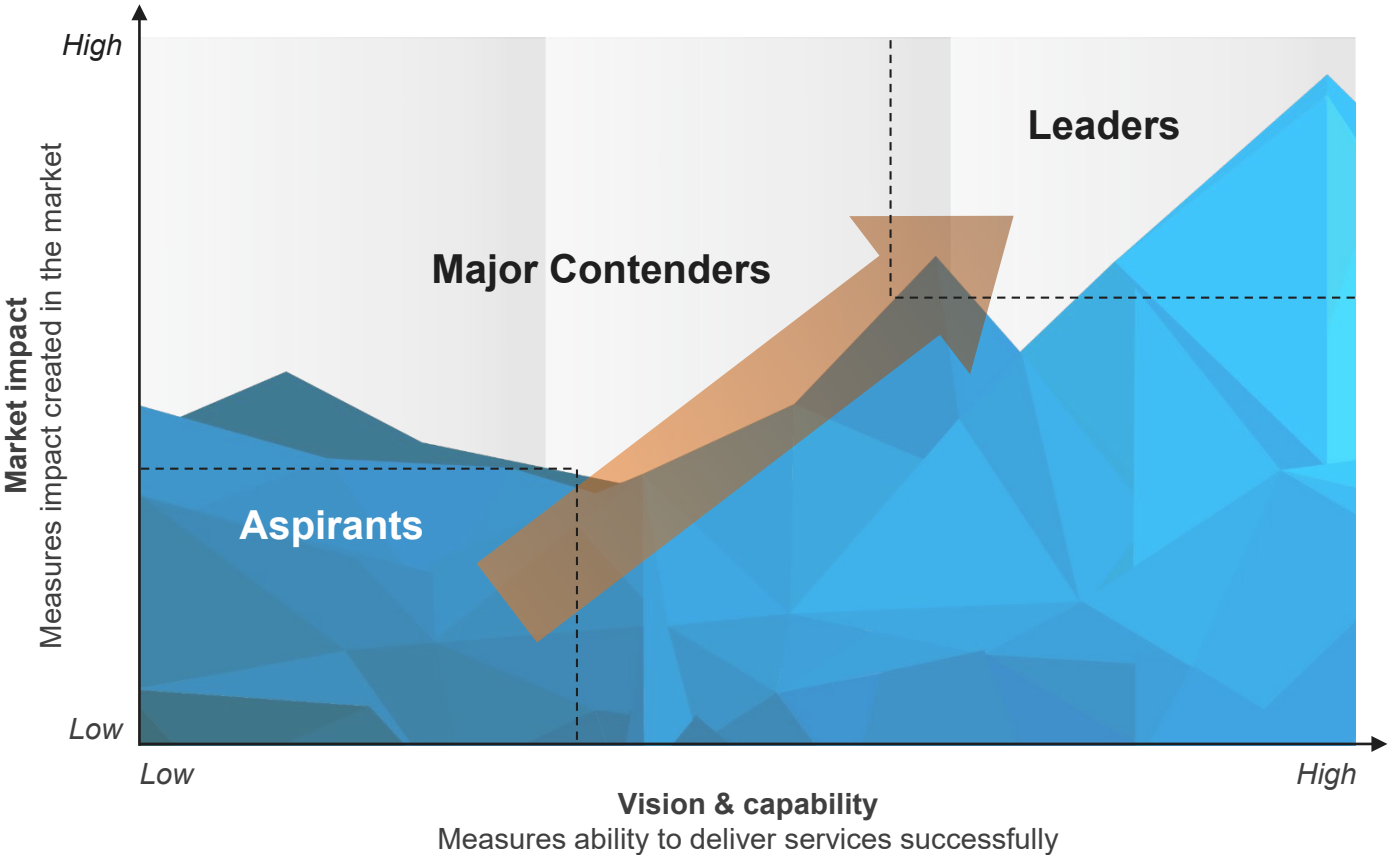 High
Leaders
Major Contenders
Market impact
Measures impact created in the market
Aspirants
Low
Low
High
Vision & capability
Measures ability to deliver services successfully